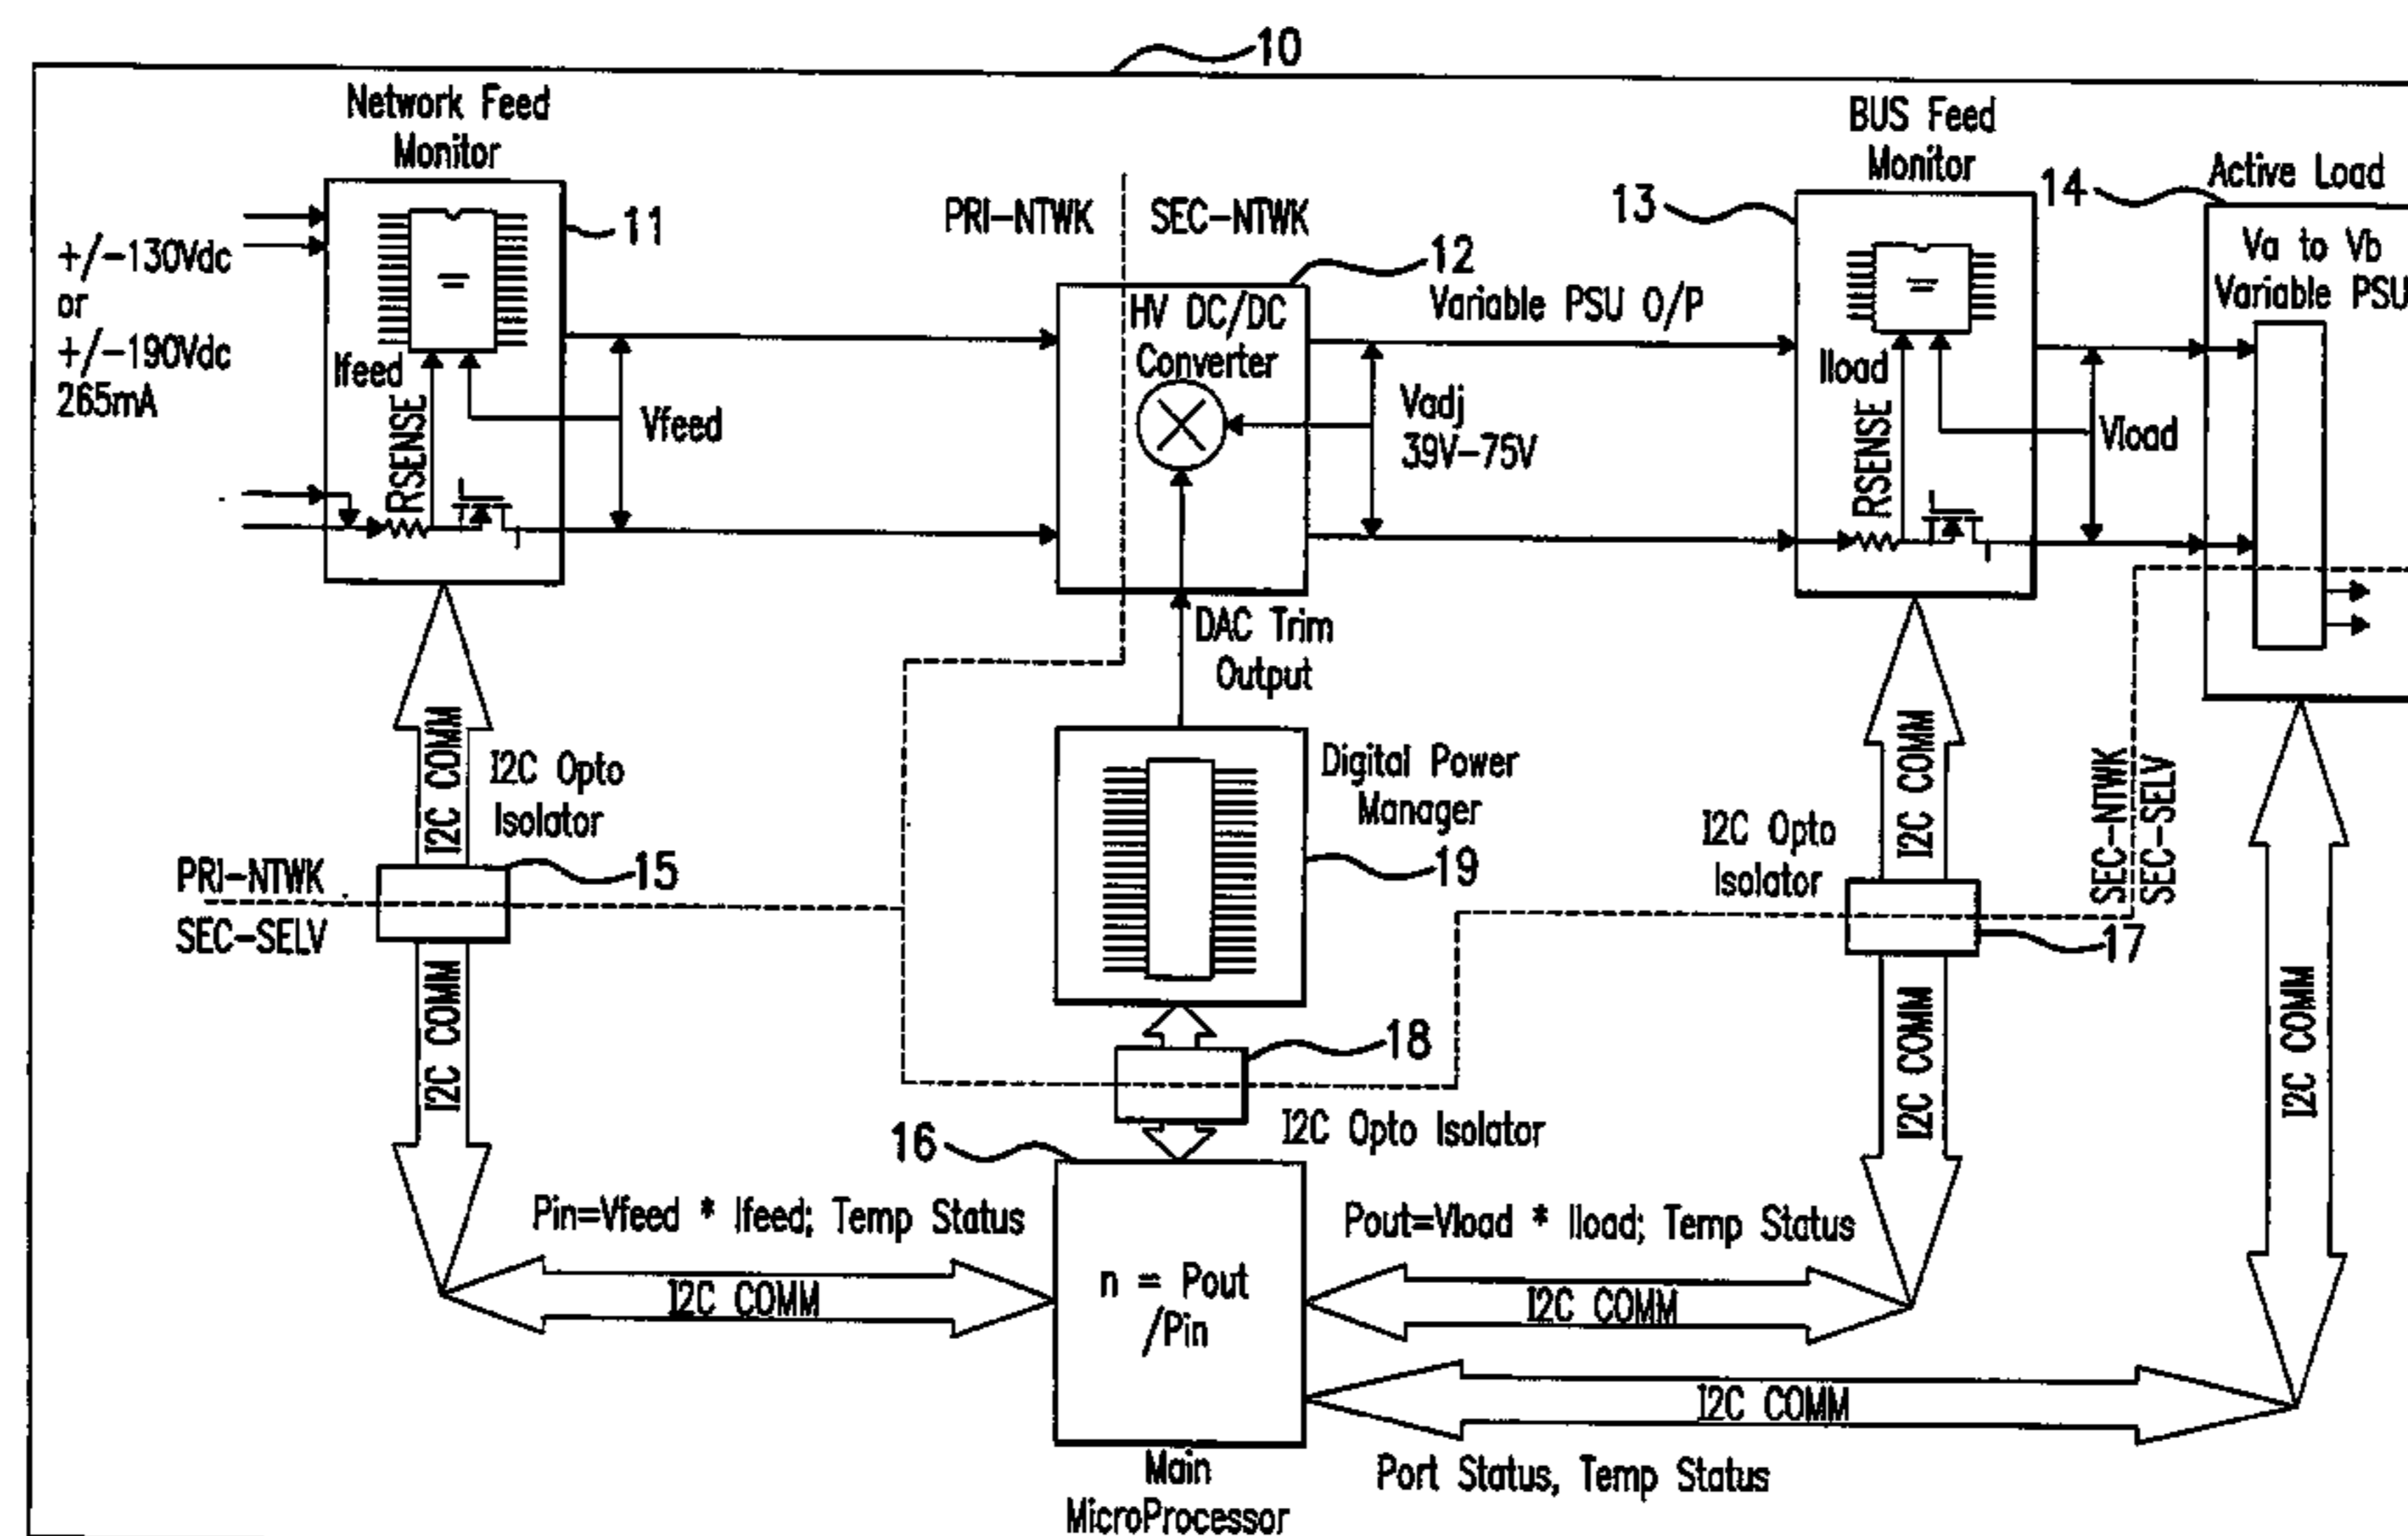 10
Network Feed
Monitor
11
+/-130Vdc
or
+/-190Vdc
265mA
Ifeed
RSENSE
Vfeed
PRI-NTWK
SEC-NTWK
12
HV DC/DC
Converter
Variable PSU O/P
Vadj
39V-75V
BUS Feed
Monitor
13
Iload
RSENSE
Vload
14
Active Load
Va to Vb
Variable PSU
DAC Trim
Output
I2C COMM
I2C Opto
Isolator
15
PRI-NTWK
SEC-SELV
I2C COMM
Digital Power
Manager
19
18
I2C Opto Isolator
I2C COMM
I2C Opto
Isolator
17
SEC-NTWK
SEC-SELV
I2C COMM
I2C COMM
16
Pin=Vfeed * Ifeed; Temp Status
I2C COMM
n = Pout
/Pin
Main
MicroProcessor
Pout=Vload * Iload; Temp Status
I2C COMM
I2C COMM
Port Status, Temp Status